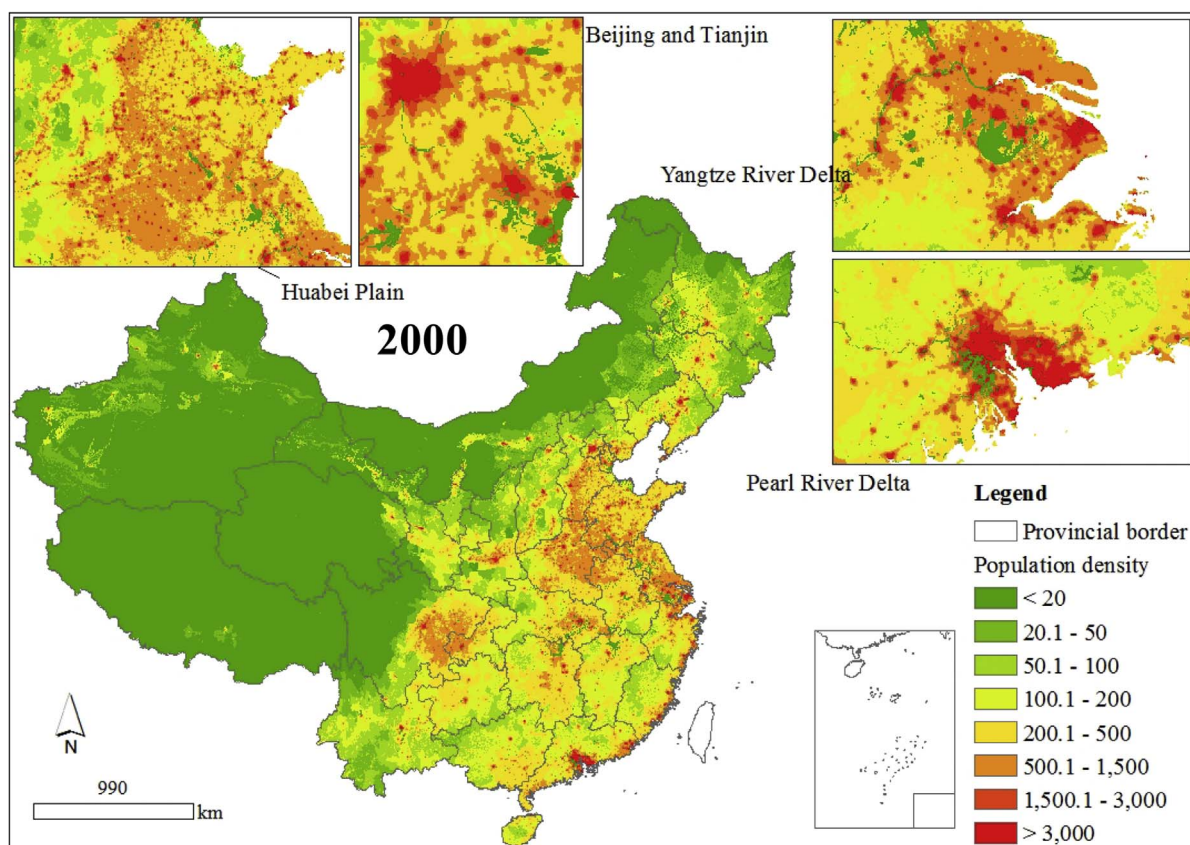 Beijing and Tianjin
Yangtze River Delta
Huabei Plain
2000
Pearl River Delta
Legend
Provincial border
Population density
< 20
20.1 - 50
50.1 - 100
100.1 - 200
200.1 - 500
500.1 - 1,500
1,500.1 - 3,000
> 3,000
N
990
km